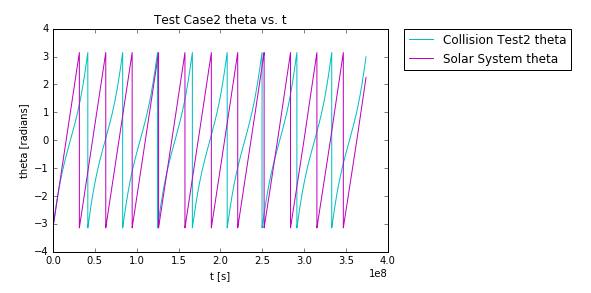 Test Case2 theta vs. t
Collision Test2 theta
Solar System theta
theta [radians]
4
3
2
1
0
−1
−2
−3
−4
0.0 0.5 1.0 1.5 2.0 2.5 3.0 3.5 4.0
1e8
t [s]